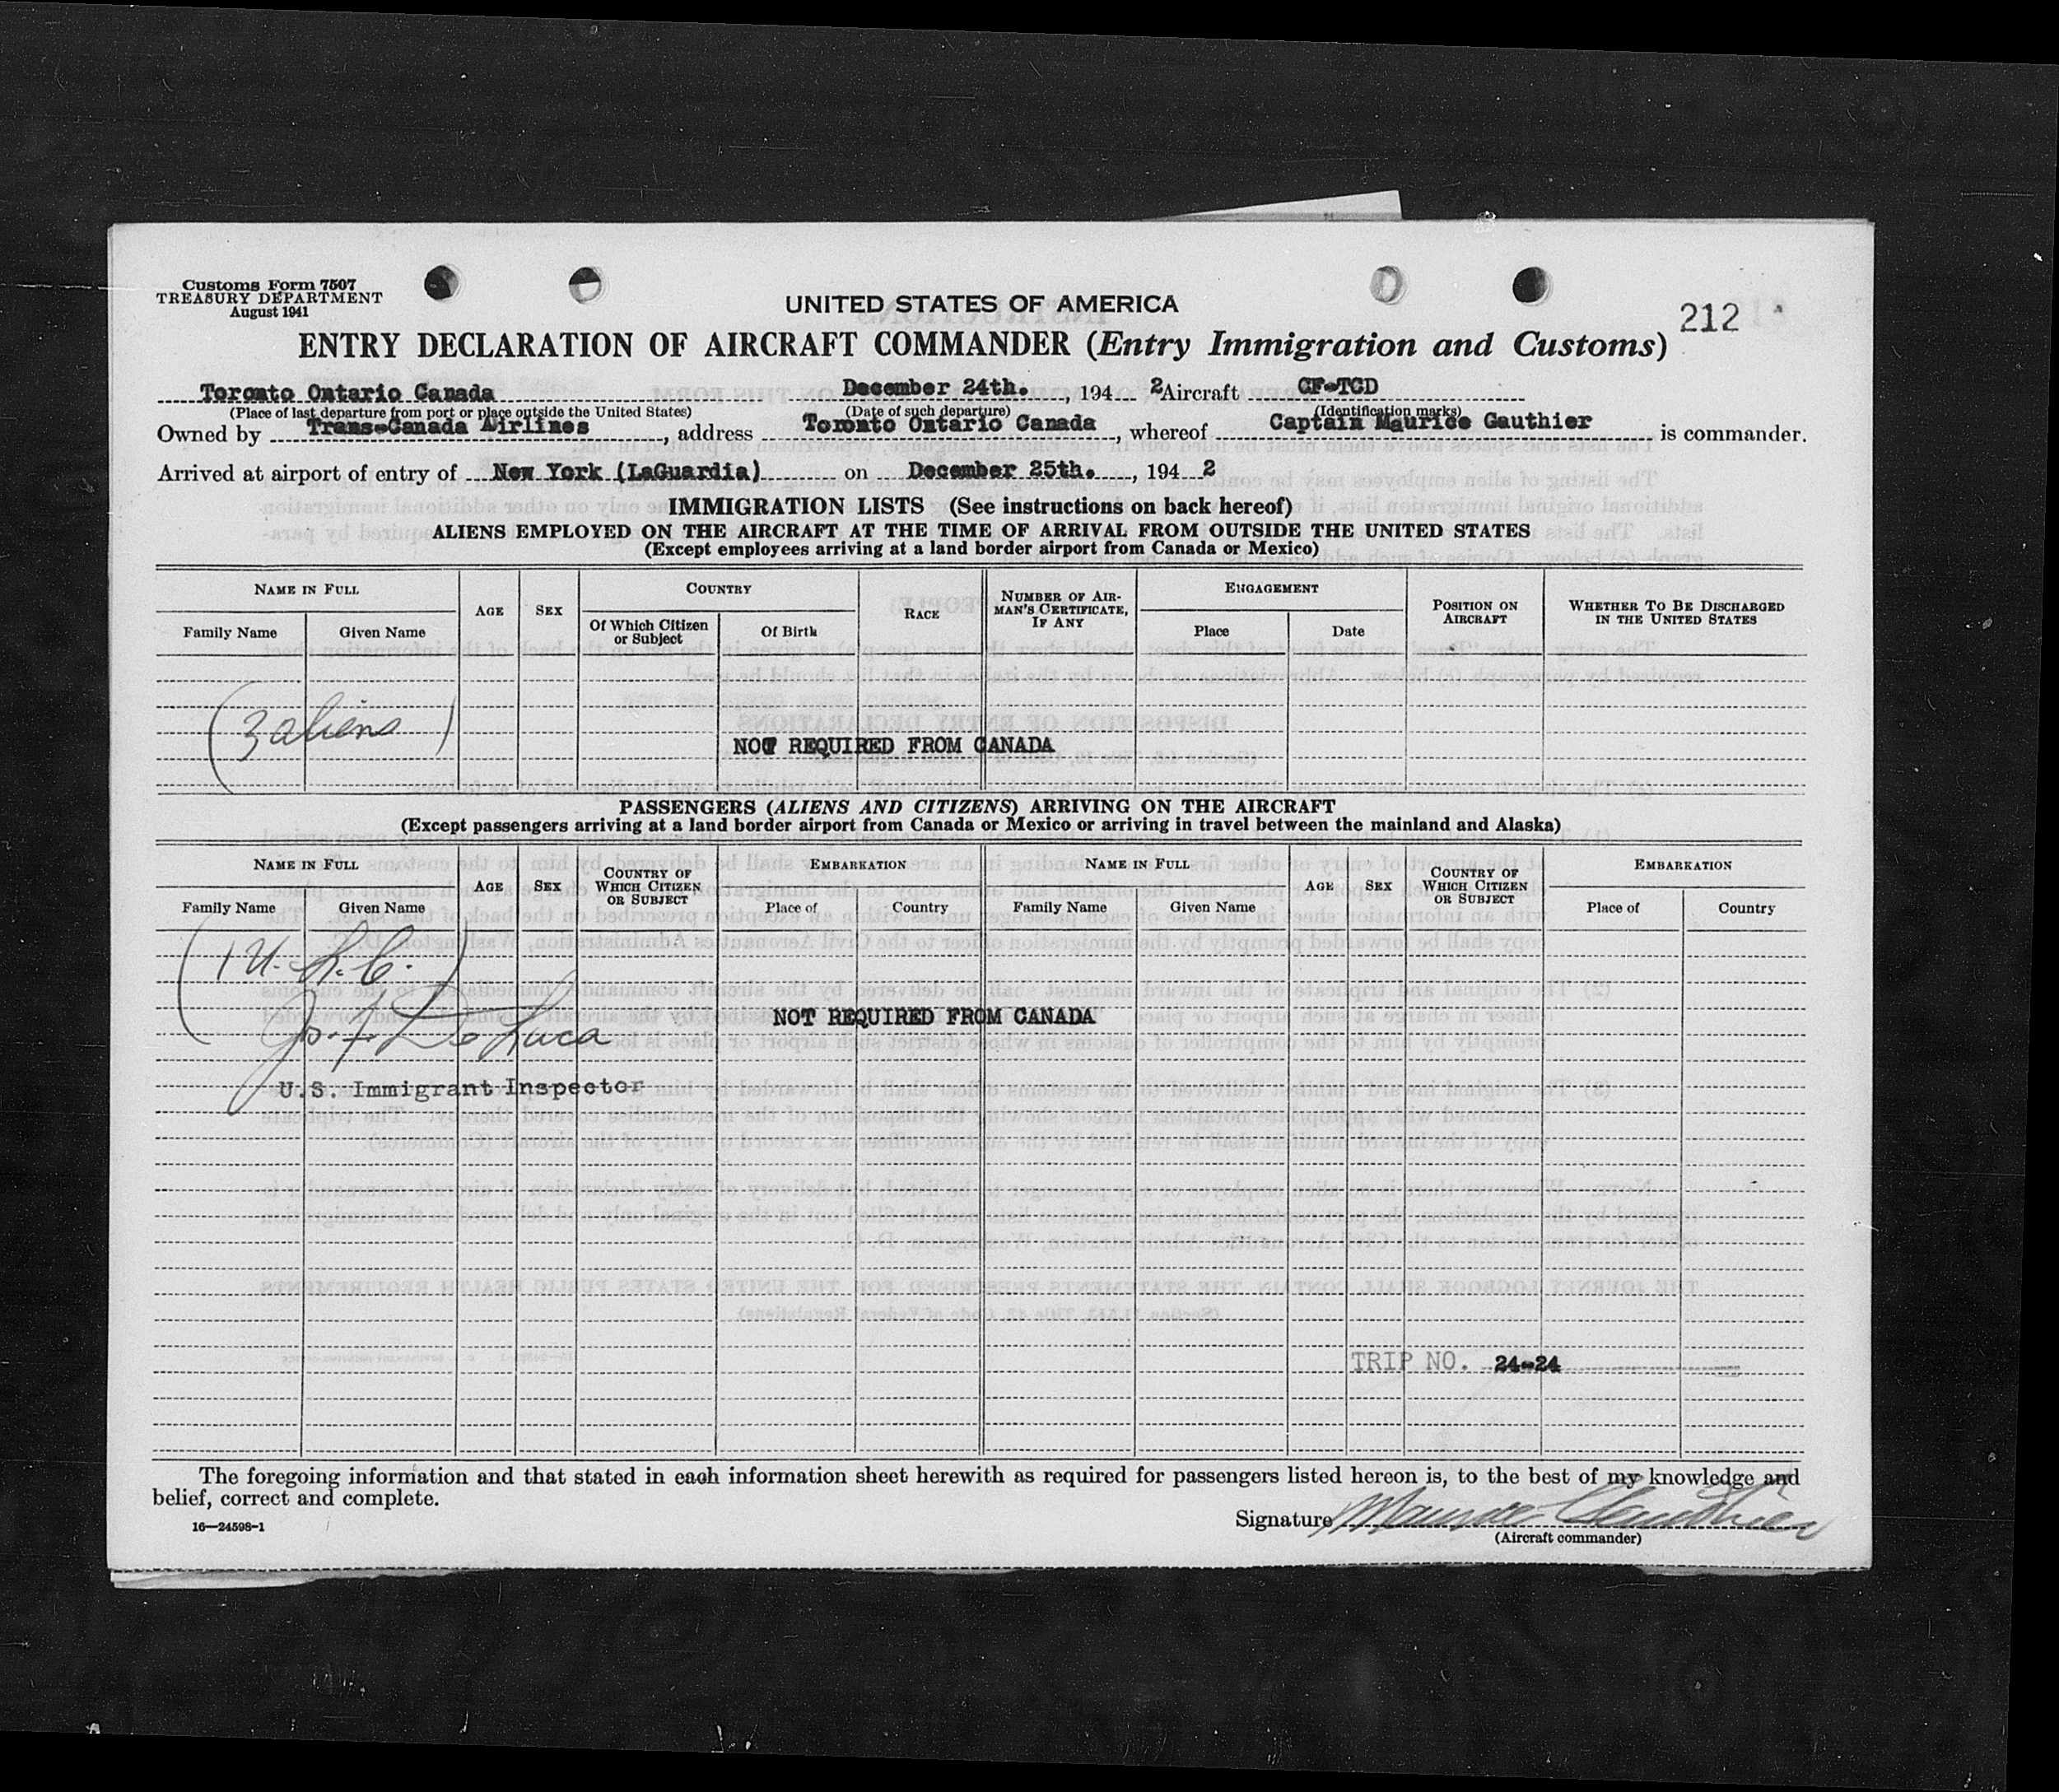 Customs Form 7507
TREASURY DEPARTMENT
August 1941
UNITED STATES OF AMERICA
212
ENTRY DECLARATION OF AIRCRAFT COMMANDER (Entry Immigration and Customs)
Toronto Ontario Canada December 24th. , 194 2 Aircraft CF-TCD
(Place of last departure from port or place outside the United States) (Date of such departure) (Identification marks)
Owned by Trans-Canada Airlines , address Toronto Ontario Canada , whereof Captain Maurice Gauthier is commander.
Arrived at airport of entry of New York (LaGuardia) on December 25th. , 194 2
IMMIGRATION LISTS (See instructions on back hereof)
ALIENS EMPLOYED ON THE AIRCRAFT AT THE TIME OF ARRIVAL FROM OUTSIDE THE UNITED STATES
(Except employees arriving at a land border airport from Canada or Mexico)
NAME IN FULL AGE SEX COUNTRY RACE NUMBER OF AIRMAN'S CERTIFICATE, IF ANY ENGAGEMENT POSITION ON AIRCRAFT WHETHER TO BE DISCHARGED IN THE UNITED STATES
Family Name Given Name Of Which Citizen or Subject Of Birth Place Date
(3 aliens)
NOT REQUIRED FROM CANADA
PASSENGERS (ALIENS AND CITIZENS) ARRIVING ON THE AIRCRAFT
(Except passengers arriving at a land border airport from Canada or Mexico or arriving in travel between the mainland and Alaska)
NAME IN FULL AGE SEX COUNTRY OF WHICH CITIZEN OR SUBJECT EMBARKATION NAME IN FULL AGE SEX COUNTRY OF WHICH CITIZEN OR SUBJECT EMBARKATION
Family Name Given Name Place of Country Family Name Given Name Place of Country
(1 U.S.C.)
Jos. F. De Luca
NOT REQUIRED FROM CANADA
U.S. Immigrant Inspector
TRIP NO. 24-24
The foregoing information and that stated in each information sheet herewith as required for passengers listed hereon is, to the best of my knowledge and
belief, correct and complete.
16—24598-1
Signature Maurice Gauthier
(Aircraft commander)